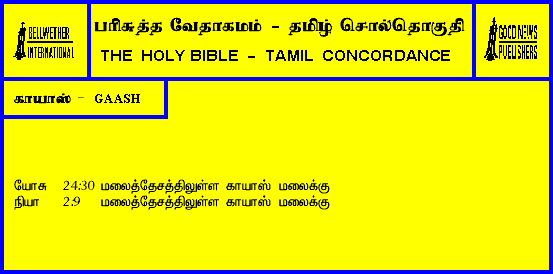 BELLWETHER
INTERNATIONAL
பரிசுத்த வேதாகமம் - தமிழ் சொல்தொகுதி
THE HOLY BIBLE - TAMIL CONCORDANCE
GOOD NEWS
PUBLISHERS
காயாஸ் - GAASH
யோசு 24:30 மலைத்தேசத்திலுள்ள காயாஸ் மலைக்கு
நியா 2:9 மலைத்தேசத்திலுள்ள காயாஸ் மலைக்கு